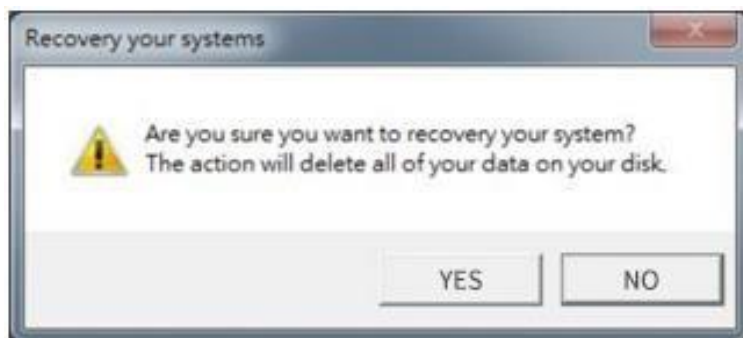 Recovery your systems
Are you sure you want to recovery your system?
The action will delete all of your data on your disk.
YES
NO